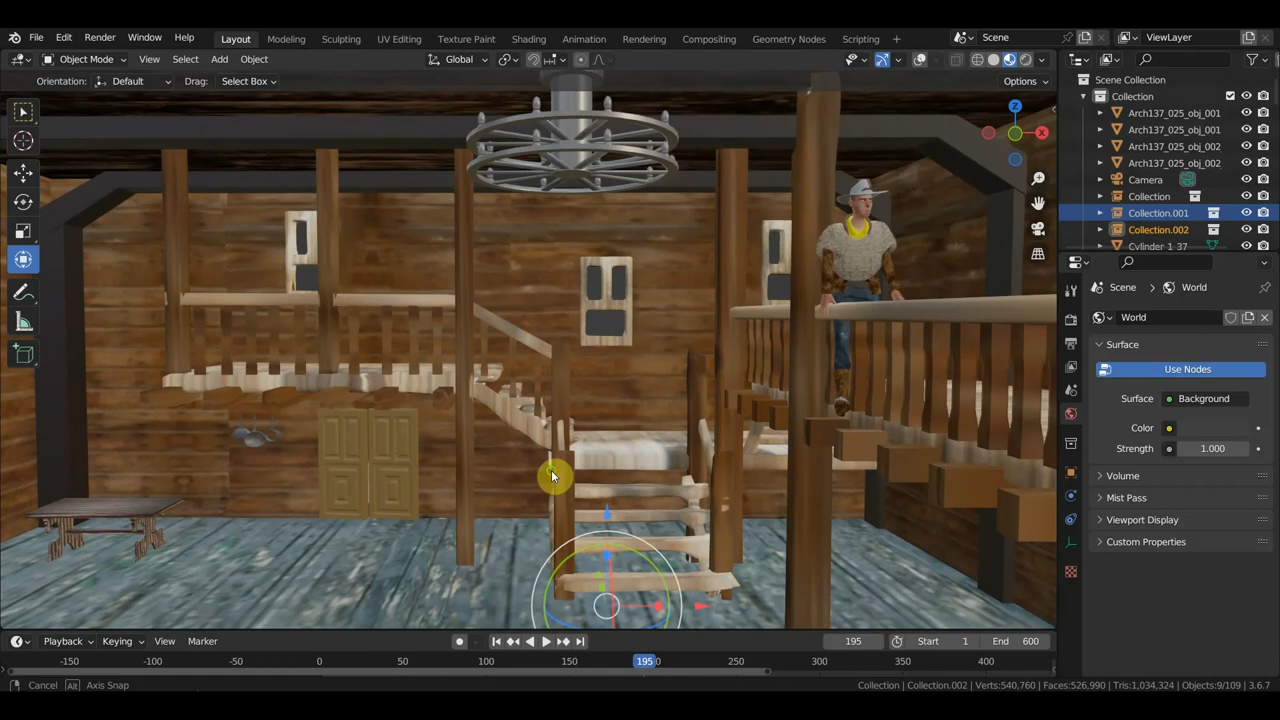 File Edit Render Window Help Layout Modeling Sculpting UV Editing Texture Paint Shading Animation Rendering Compositing Geometry Nodes Scripting + Scene ViewLayer
Object Mode View Select Add Object Global
Orientation: Default Drag: Select Box Options
Scene Collection
Collection
Arch137_025_obj_001
Arch137_025_obj_001
Arch137_025_obj_002
Arch137_025_obj_002
Camera
Collection
Collection.001
Collection.002
Cylinder_1_37
Z
X
Scene World
World
Surface
Use Nodes
Surface Background
Color
Strength 1.000
Volume
Mist Pass
Viewport Display
Custom Properties
Playback Keying View Marker 195 Start 1 End 600
-150 -100 -50 0 50 100 150 195 250 300 350 400
Cancel Alt Axis Snap Collection | Collection.002 | Verts:540,760 | Faces:526,990 | Tris:1,034,324 | Objects:9/109 | 3.6.7